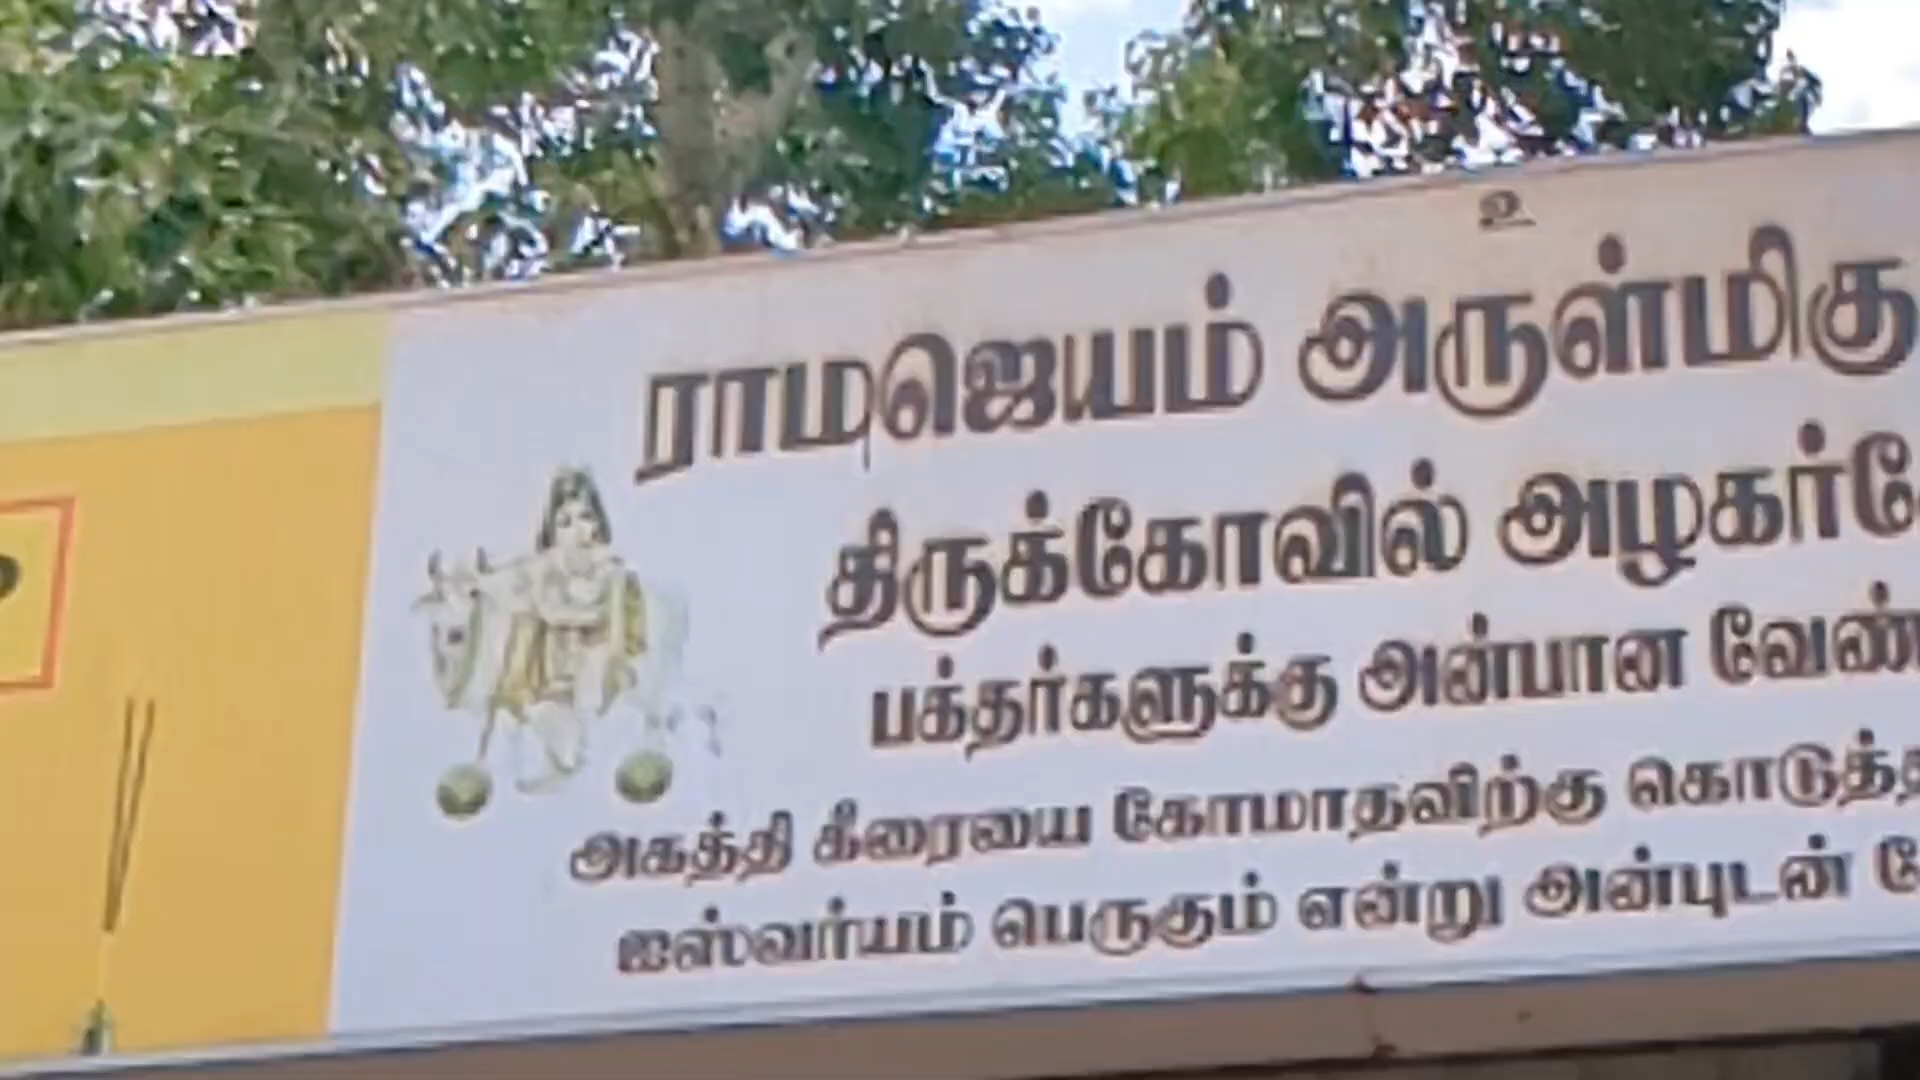 உ
ராமஜெயம் அருள்மிகு
திருக்கோவில் அழகர்கோ
பக்தர்களுக்கு அன்பான வேண்
அகத்தி கீரையை கோமாதவிற்கு கொடுத்த
ஐஸ்வர்யம் பெருகும் என்று அன்புடன்